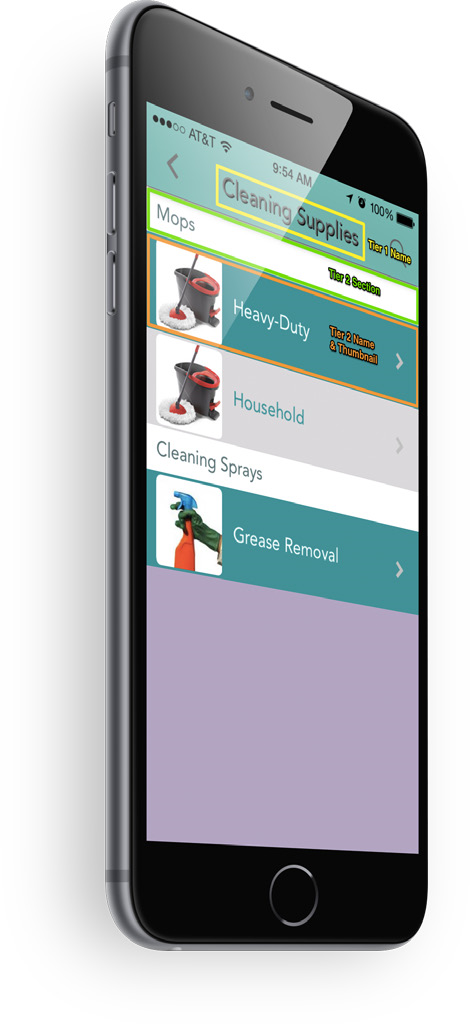 AT&T
9:54 AM
100%
Cleaning Supplies
Tier 1 Name
Mops
Tier 2 Section
Heavy-Duty
Tier 2 Name
& Thumbnail
Household
Cleaning Sprays
Grease Removal